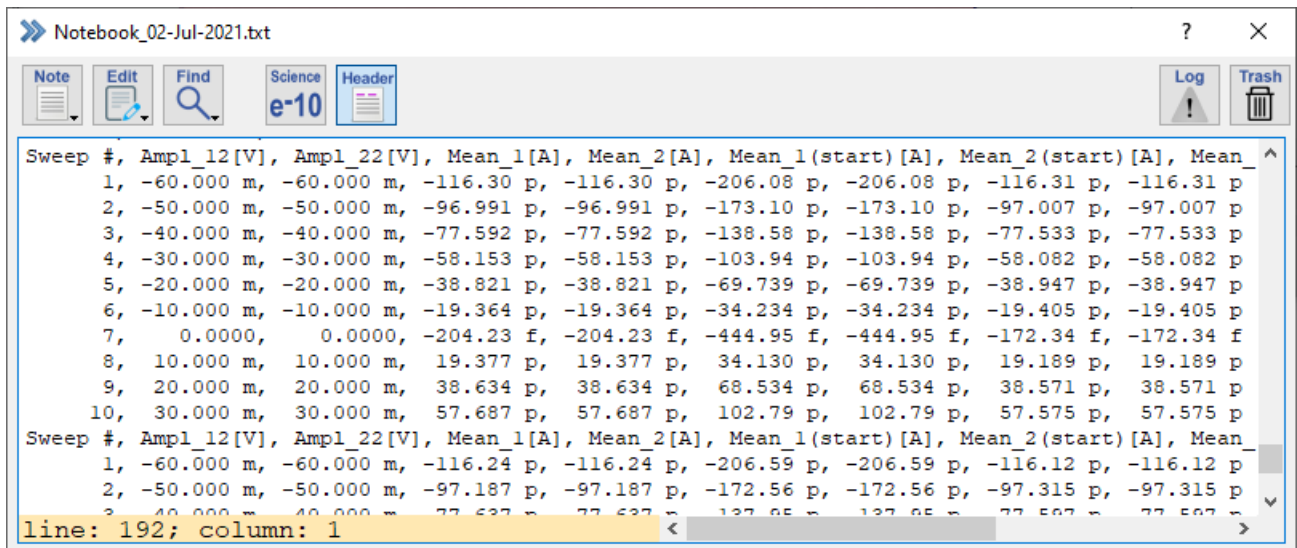 Notebook_02-Jul-2021.txt ?
Note Edit Find Science e-10 Header Log Trash
Sweep #, Ampl_12[V], Ampl_22[V], Mean_1[A], Mean_2[A], Mean_1(start)[A], Mean_2(start)[A], Mean_
1, -60.000 m, -60.000 m, -116.30 p, -116.30 p, -206.08 p, -206.08 p, -116.31 p, -116.31 p
2, -50.000 m, -50.000 m, -96.991 p, -96.991 p, -173.10 p, -173.10 p, -97.007 p, -97.007 p
3, -40.000 m, -40.000 m, -77.592 p, -77.592 p, -138.58 p, -138.58 p, -77.533 p, -77.533 p
4, -30.000 m, -30.000 m, -58.153 p, -58.153 p, -103.94 p, -103.94 p, -58.082 p, -58.082 p
5, -20.000 m, -20.000 m, -38.821 p, -38.821 p, -69.739 p, -69.739 p, -38.947 p, -38.947 p
6, -10.000 m, -10.000 m, -19.364 p, -19.364 p, -34.234 p, -34.234 p, -19.405 p, -19.405 p
7, 0.0000, 0.0000, -204.23 f, -204.23 f, -444.95 f, -444.95 f, -172.34 f, -172.34 f
8, 10.000 m, 10.000 m, 19.377 p, 19.377 p, 34.130 p, 34.130 p, 19.189 p, 19.189 p
9, 20.000 m, 20.000 m, 38.634 p, 38.634 p, 68.534 p, 68.534 p, 38.571 p, 38.571 p
10, 30.000 m, 30.000 m, 57.687 p, 57.687 p, 102.79 p, 102.79 p, 57.575 p, 57.575 p
Sweep #, Ampl_12[V], Ampl_22[V], Mean_1[A], Mean_2[A], Mean_1(start)[A], Mean_2(start)[A], Mean_
1, -60.000 m, -60.000 m, -116.24 p, -116.24 p, -206.59 p, -206.59 p, -116.12 p, -116.12 p
2, -50.000 m, -50.000 m, -97.187 p, -97.187 p, -172.56 p, -172.56 p, -97.315 p, -97.315 p
line: 192; column: 1